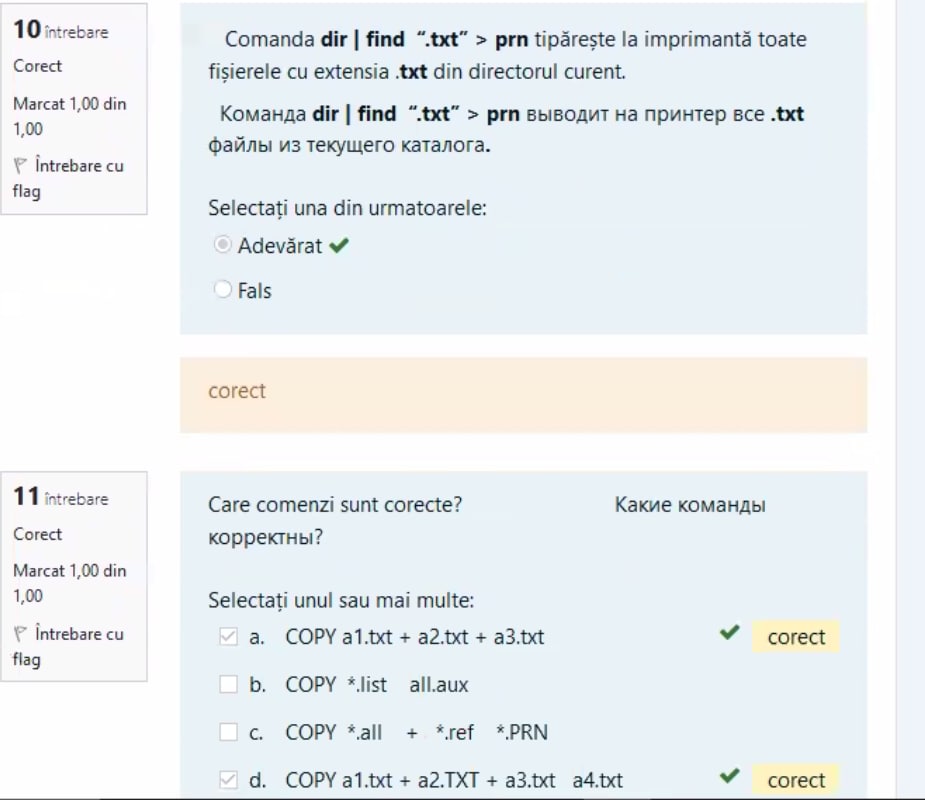 10 întrebare
Corect
Marcat 1,00 din
1,00
Întrebare cu
flag
Comanda dir | find “.txt” > prn tipărește la imprimantă toate
fișierele cu extensia .txt din directorul curent.
Команда dir | find “.txt” > prn выводит на принтер все .txt
файлы из текущего каталога.
Selectați una din urmatoarele:
Adevărat
Fals
corect
11 întrebare
Corect
Marcat 1,00 din
1,00
Întrebare cu
flag
Care comenzi sunt corecte? Какие команды
корректны?
Selectați unul sau mai multe:
a. COPY a1.txt + a2.txt + a3.txt corect
b. COPY *.list all.aux
c. COPY *.all + *.ref *.PRN
d. COPY a1.txt + a2.TXT + a3.txt a4.txt corect